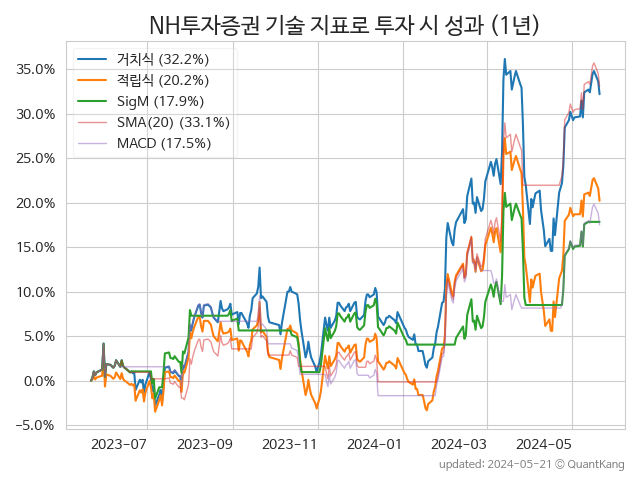 NH투자증권 기술 지표로 투자 시 성과 (1년)
거치식 (32.2%)
적립식 (20.2%)
SigM (17.9%)
SMA(20) (33.1%)
MACD (17.5%)
35.0%
30.0%
25.0%
20.0%
15.0%
10.0%
5.0%
0.0%
−5.0%
2023-07 2023-09 2023-11 2024-01 2024-03 2024-05
updated: 2024-05-21 © QuantKang